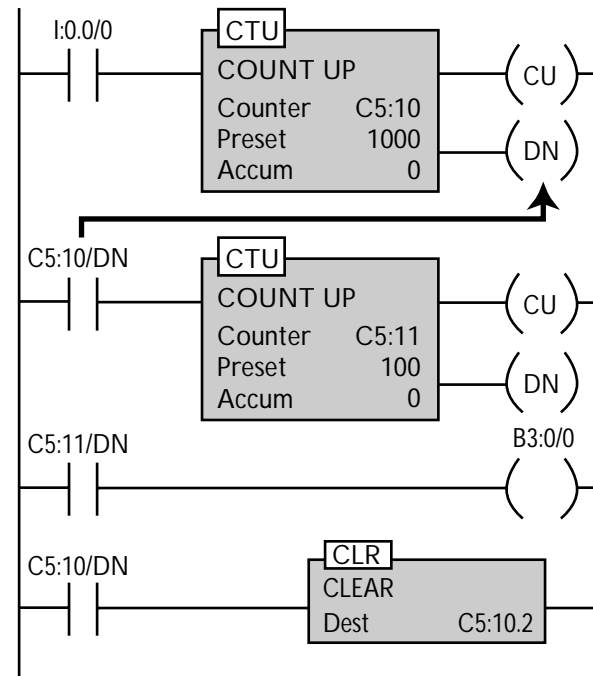 I:0.0/0
CTU
COUNT UP
Counter C5:10
Preset 1000
Accum 0
CU
DN
C5:10/DN
CTU
COUNT UP
Counter C5:11
Preset 100
Accum 0
CU
DN
C5:11/DN
B3:0/0
C5:10/DN
CLR
CLEAR
Dest C5:10.2